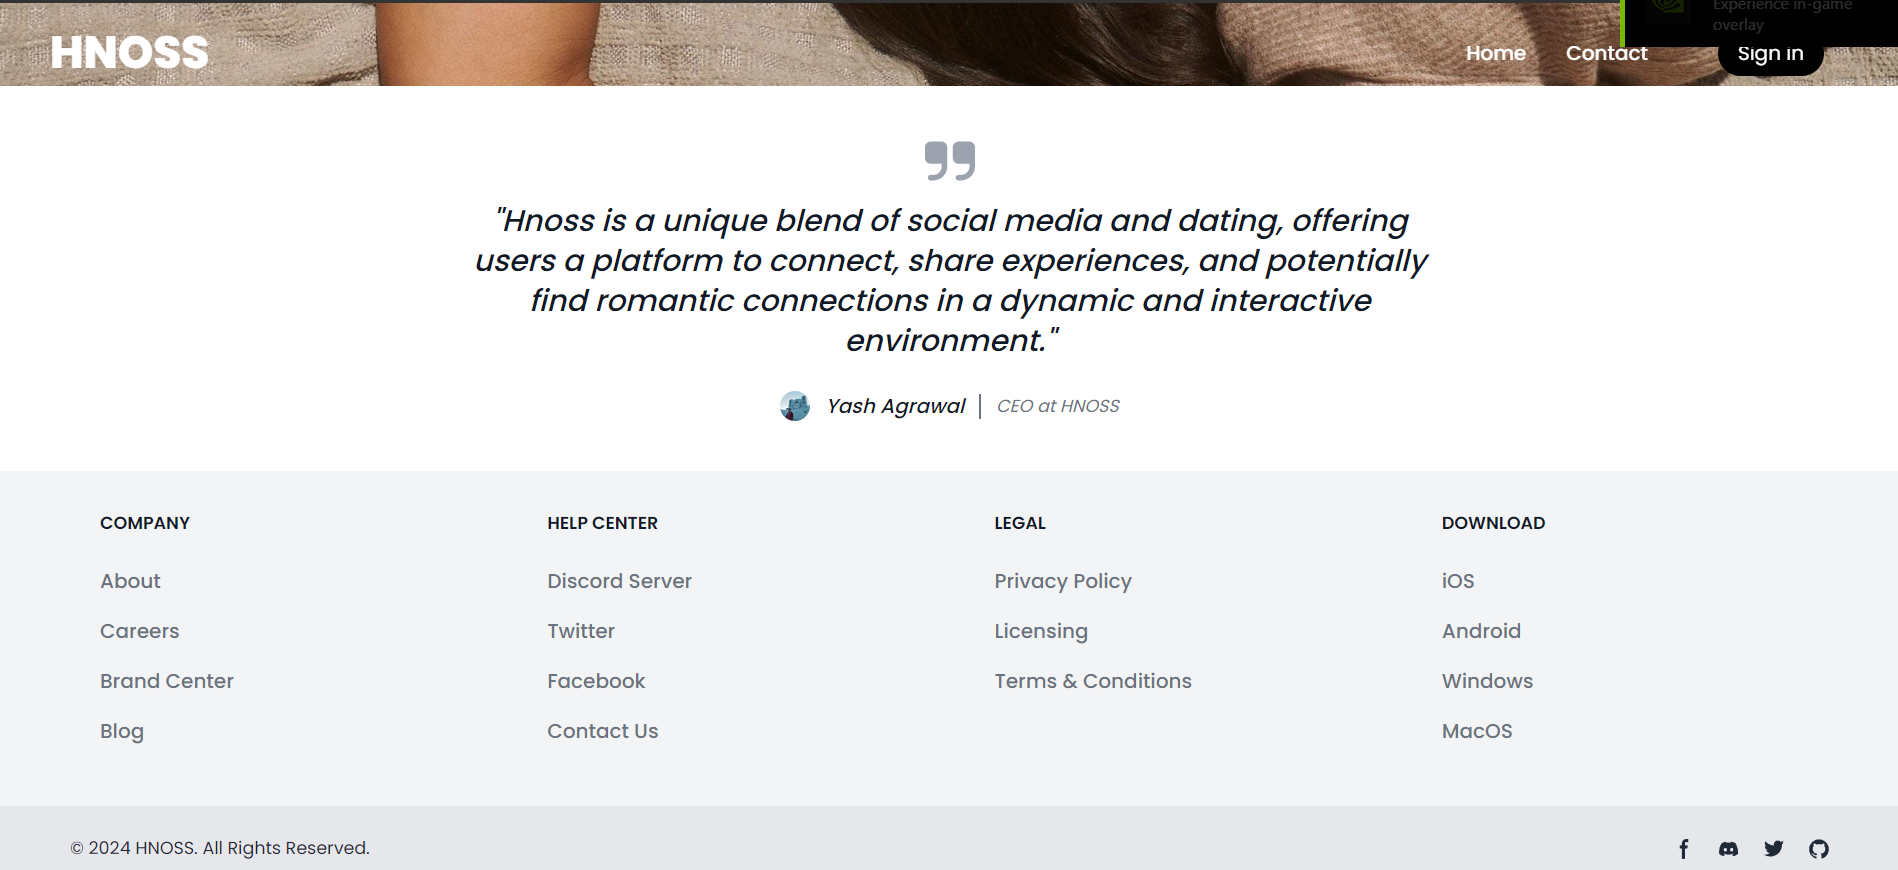 Experience in-game
overlay
HNOSS
Home
Contact
Sign in
"Hnoss is a unique blend of social media and dating, offering
users a platform to connect, share experiences, and potentially
find romantic connections in a dynamic and interactive
environment."
Yash Agrawal
CEO at HNOSS
COMPANY
About
Careers
Brand Center
Blog
HELP CENTER
Discord Server
Twitter
Facebook
Contact Us
LEGAL
Privacy Policy
Licensing
Terms & Conditions
DOWNLOAD
iOS
Android
Windows
MacOS
© 2024 HNOSS. All Rights Reserved.